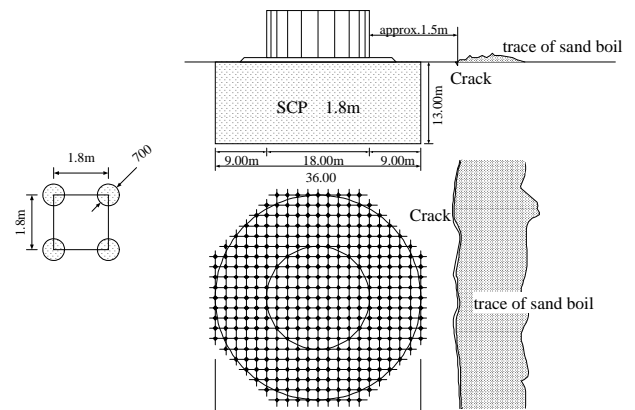 approx.1.5m
trace of sand boil
Crack
SCP 1.8m
13.00m
9.00m 18.00m 9.00m
36.00
1.8m
700
1.8m
Crack
trace of sand boil